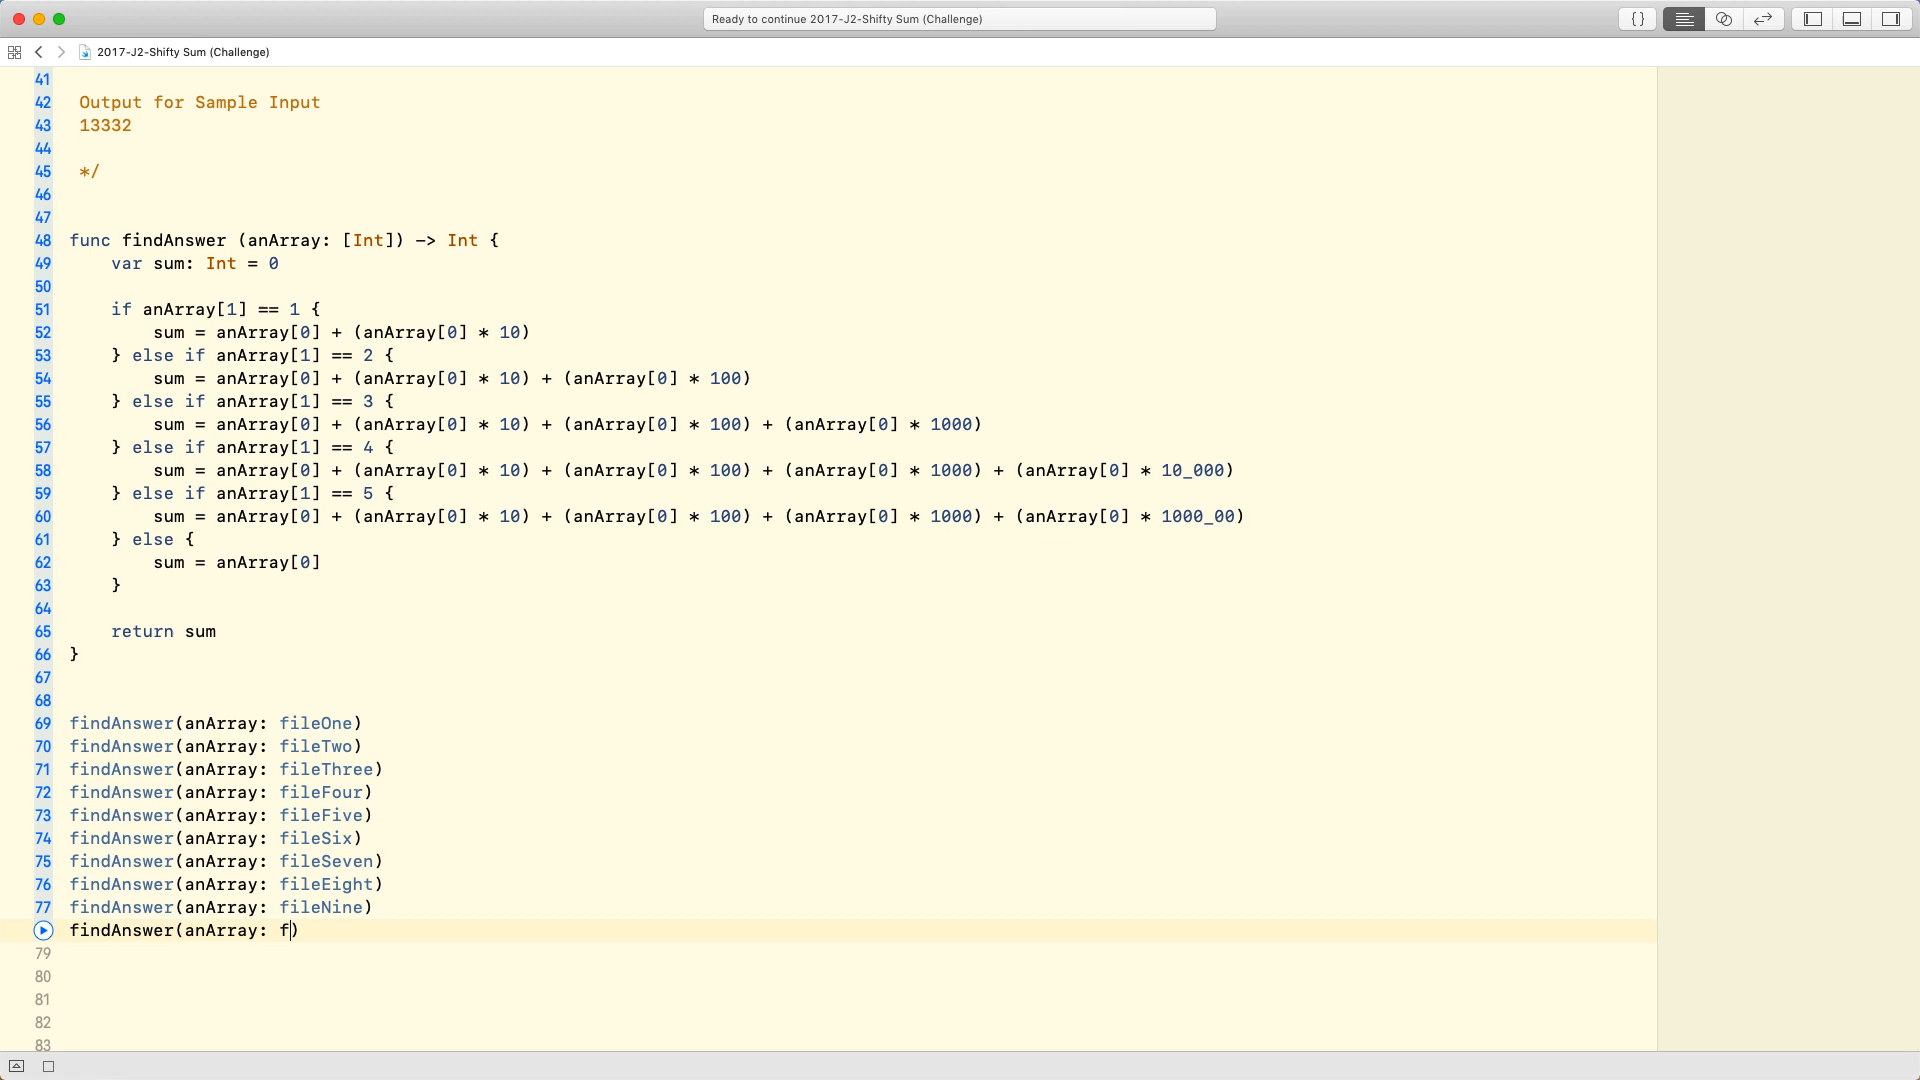 Ready to continue 2017-J2-Shifty Sum (Challenge)
{ }
2017-J2-Shifty Sum (Challenge)
41
42 Output for Sample Input
43 13332
44
45 */
46
47
48 func findAnswer (anArray: [Int]) -> Int {
49 var sum: Int = 0
50
51 if anArray[1] == 1 {
52 sum = anArray[0] + (anArray[0] * 10)
53 } else if anArray[1] == 2 {
54 sum = anArray[0] + (anArray[0] * 10) + (anArray[0] * 100)
55 } else if anArray[1] == 3 {
56 sum = anArray[0] + (anArray[0] * 10) + (anArray[0] * 100) + (anArray[0] * 1000)
57 } else if anArray[1] == 4 {
58 sum = anArray[0] + (anArray[0] * 10) + (anArray[0] * 100) + (anArray[0] * 1000) + (anArray[0] * 10_000)
59 } else if anArray[1] == 5 {
60 sum = anArray[0] + (anArray[0] * 10) + (anArray[0] * 100) + (anArray[0] * 1000) + (anArray[0] * 1000_00)
61 } else {
62 sum = anArray[0]
63 }
64
65 return sum
66 }
67
68
69 findAnswer(anArray: fileOne)
70 findAnswer(anArray: fileTwo)
71 findAnswer(anArray: fileThree)
72 findAnswer(anArray: fileFour)
73 findAnswer(anArray: fileFive)
74 findAnswer(anArray: fileSix)
75 findAnswer(anArray: fileSeven)
76 findAnswer(anArray: fileEight)
77 findAnswer(anArray: fileNine)
findAnswer(anArray: f)
79
80
81
82
83